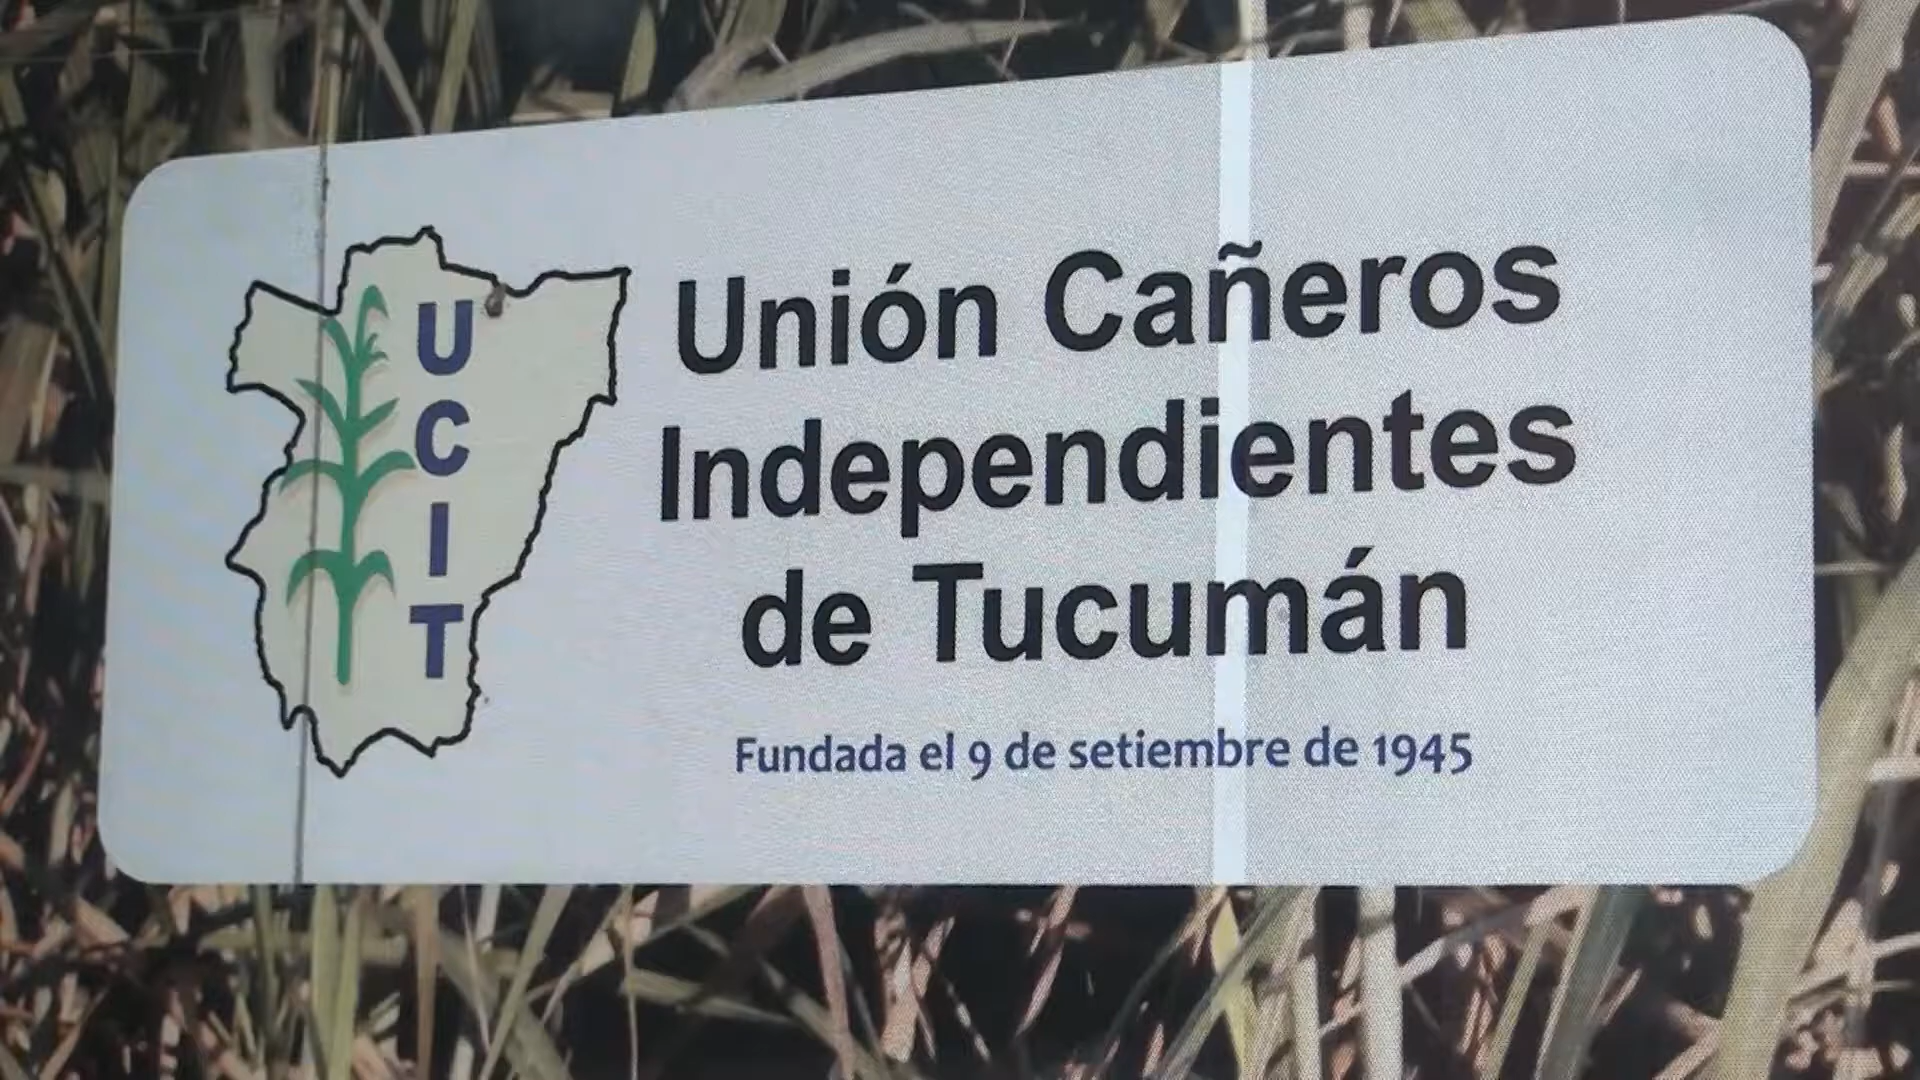 UCIT
Unión Cañeros
Independientes
de Tucumán
Fundada el 9 de setiembre de 1945